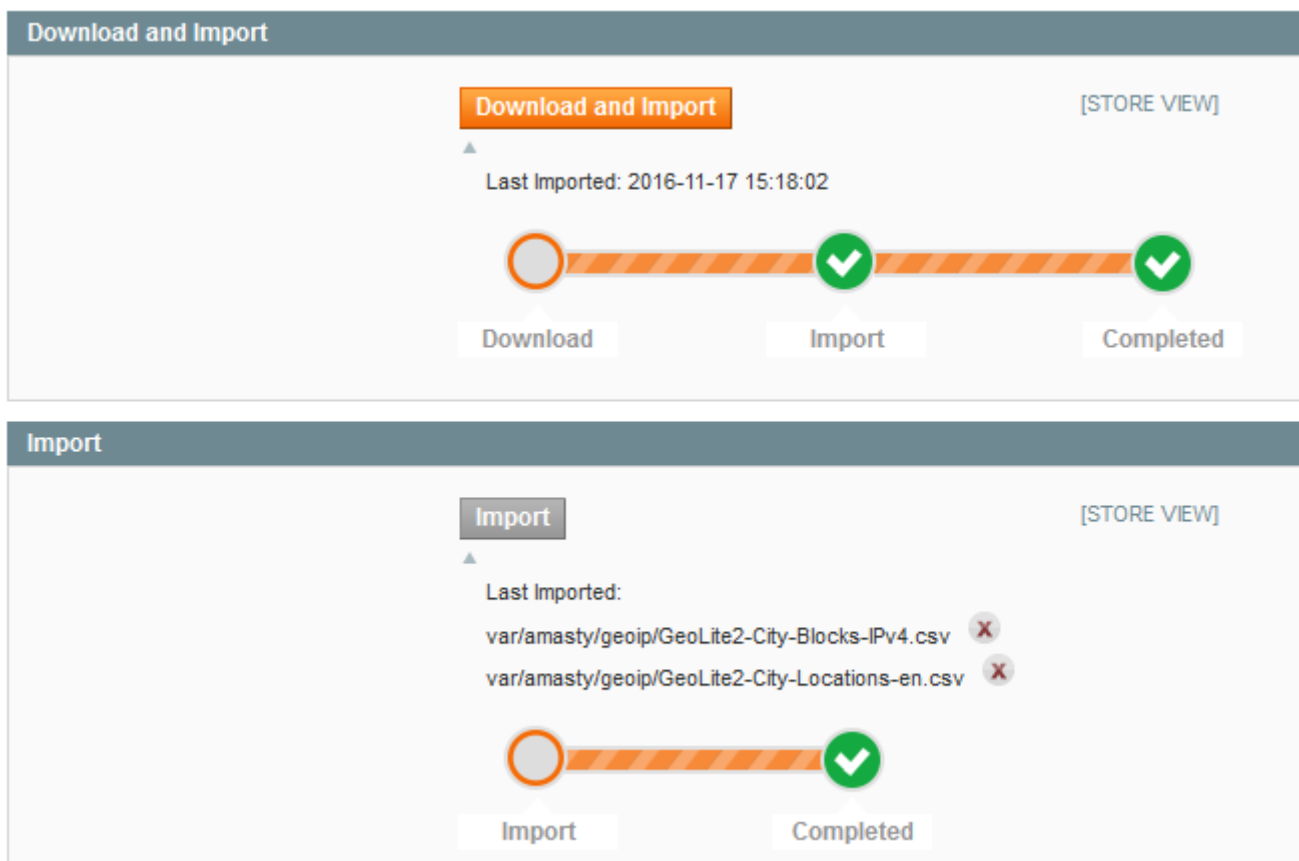 Download and Import
Download and Import [STORE VIEW]
Last Imported: 2016-11-17 15:18:02
Download Import Completed
Import
Import [STORE VIEW]
Last Imported:
var/amasty/geoip/GeoLite2-City-Blocks-IPv4.csv X
var/amasty/geoip/GeoLite2-City-Locations-en.csv X
Import Completed